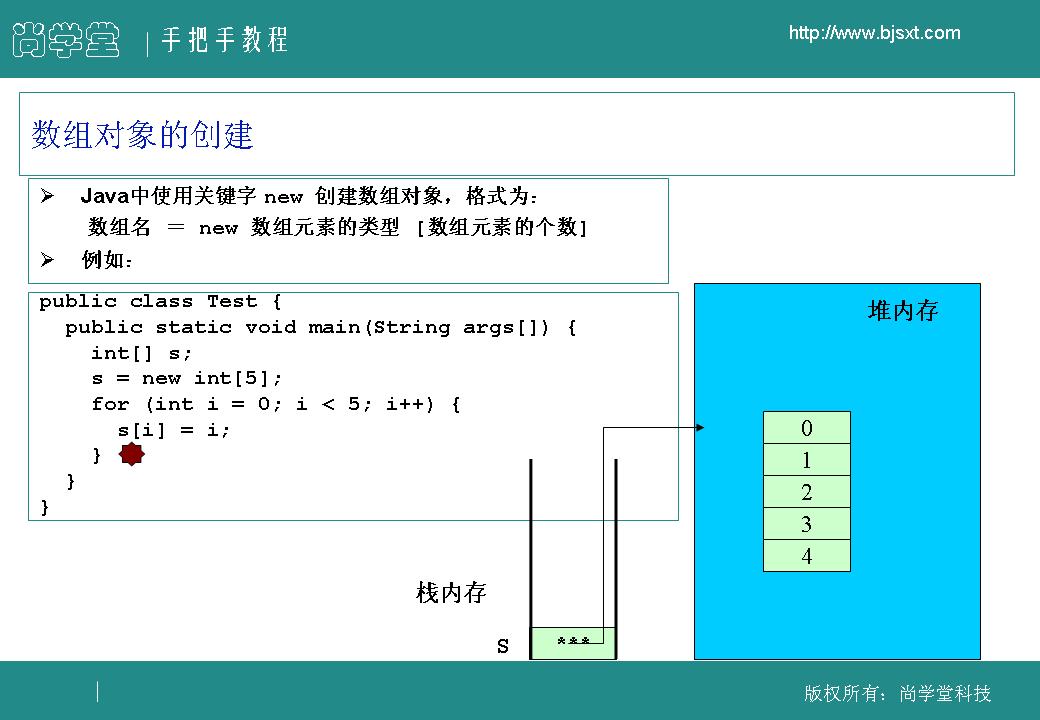 尚学堂 | 手把手教程
http://www.bjsxt.com
数组对象的创建
Java中使用关键字 new 创建数组对象，格式为：
数组名 ＝ new 数组元素的类型 [数组元素的个数]
例如：
public class Test {
public static void main(String args[]) {
int[] s;
s = new int[5];
for (int i = 0; i < 5; i++) {
s[i] = i;
}
}
}
堆内存
0
1
2
3
4
栈内存
s ***
版权所有：尚学堂科技